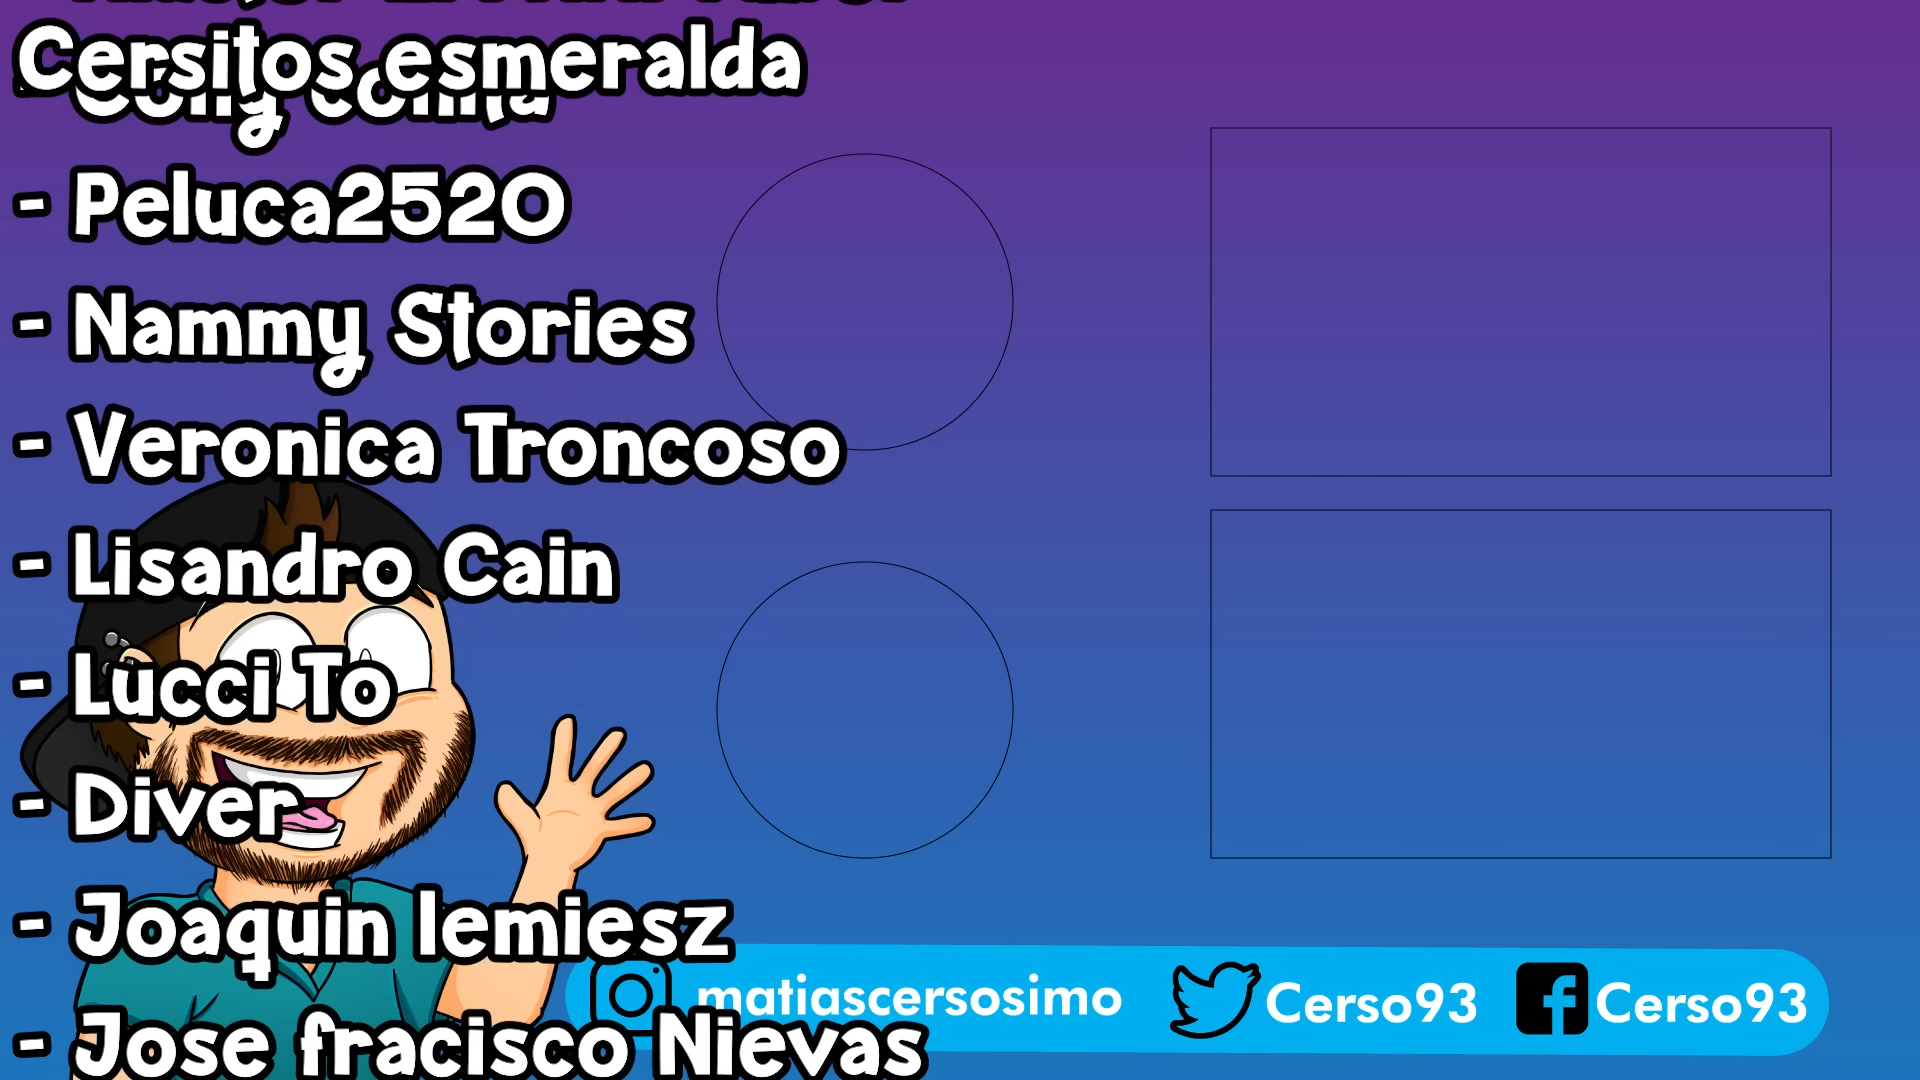 Cersitos esmeralda
- Peluca2520
- Nammy Stories
- Veronica Troncoso
- Lisandro Cain
- Lucci To
- Diver
- Joaquin lemiesz
- Jose fracisco Nievas
matiascersosimo
Cerso93
Cerso93